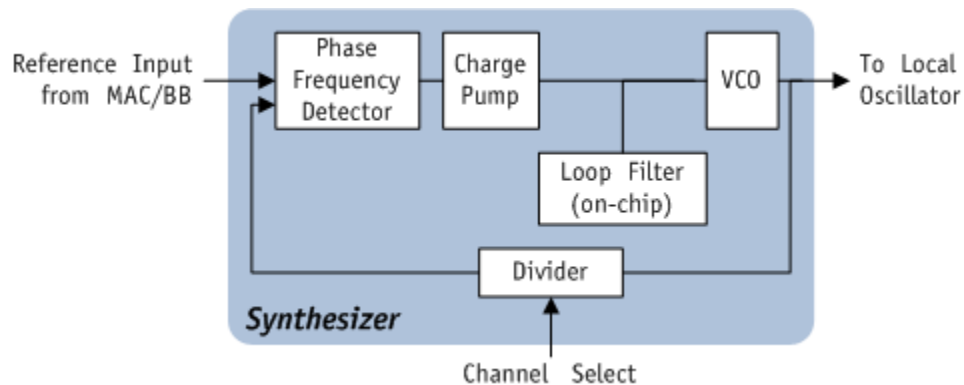 Reference Input
from MAC/BB
Phase
Frequency
Detector
Charge
Pump
VCO
To Local
Oscillator
Loop Filter
(on-chip)
Divider
Synthesizer
Channel Select